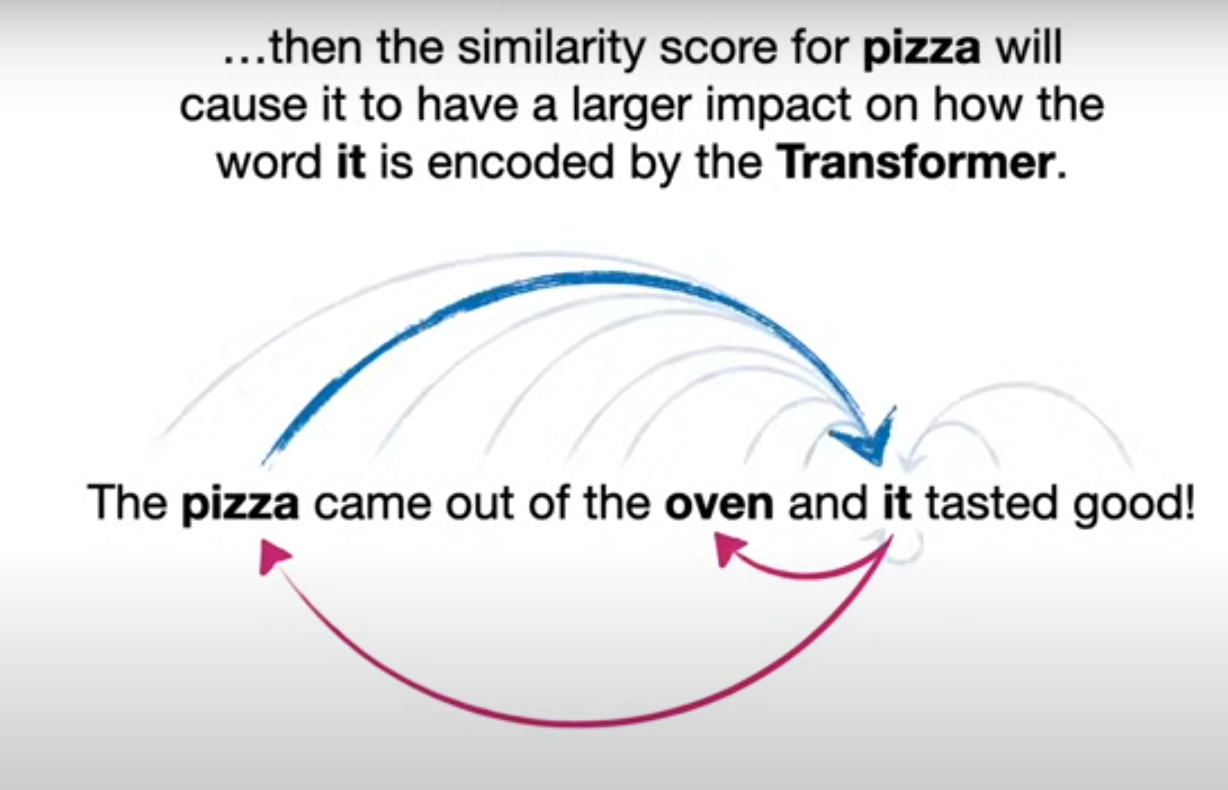 ...then the similarity score for pizza will
cause it to have a larger impact on how the
word it is encoded by the Transformer.
The pizza came out of the oven and it tasted good!